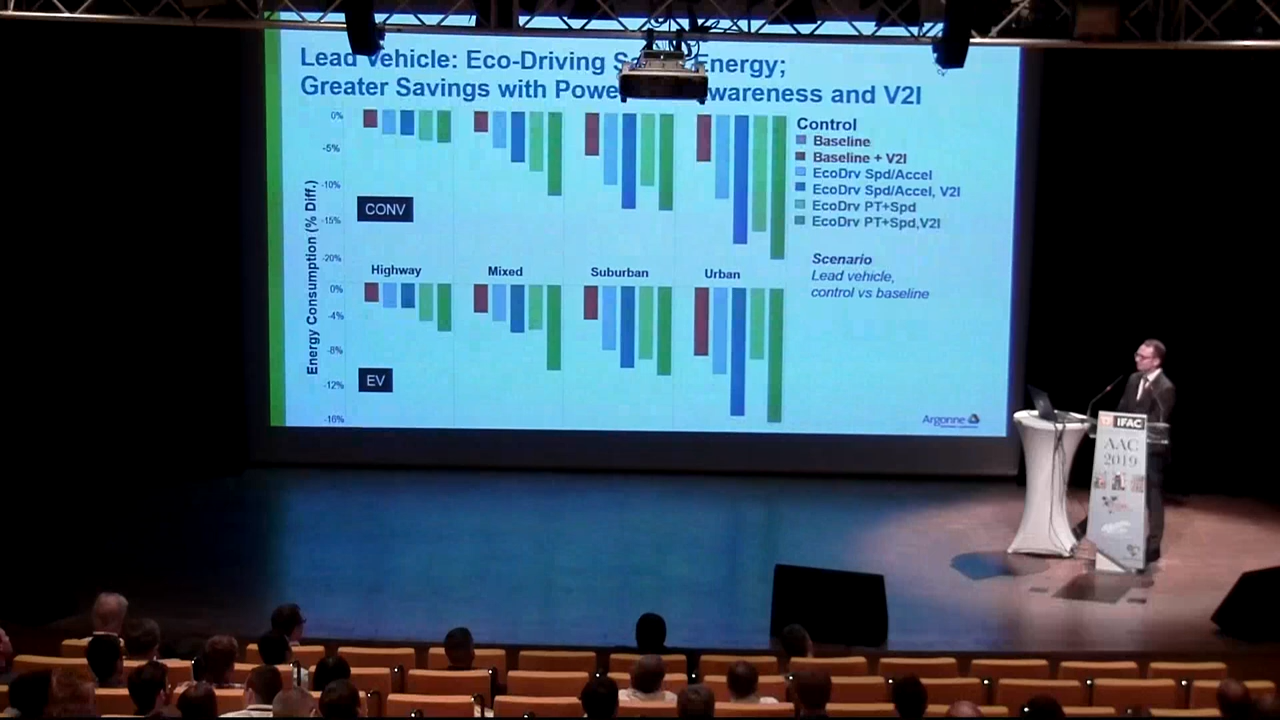 Lead Vehicle: Eco-Driving Energy;
Greater Savings with wareness and V2I
Energy Consumption (% Diff.)
0%
-5%
-10%
-15%
-20%
CONV
Highway Mixed Suburban Urban
0%
-4%
-8%
-12%
-16%
EV
Control
Baseline
Baseline + V2I
EcoDrv Spd/Accel
EcoDrv Spd/Accel, V2I
EcoDrv PT+Spd
EcoDrv PT+Spd,V2I
Scenario
Lead vehicle,
control vs baseline
Argonne
IFAC
AAC
2019